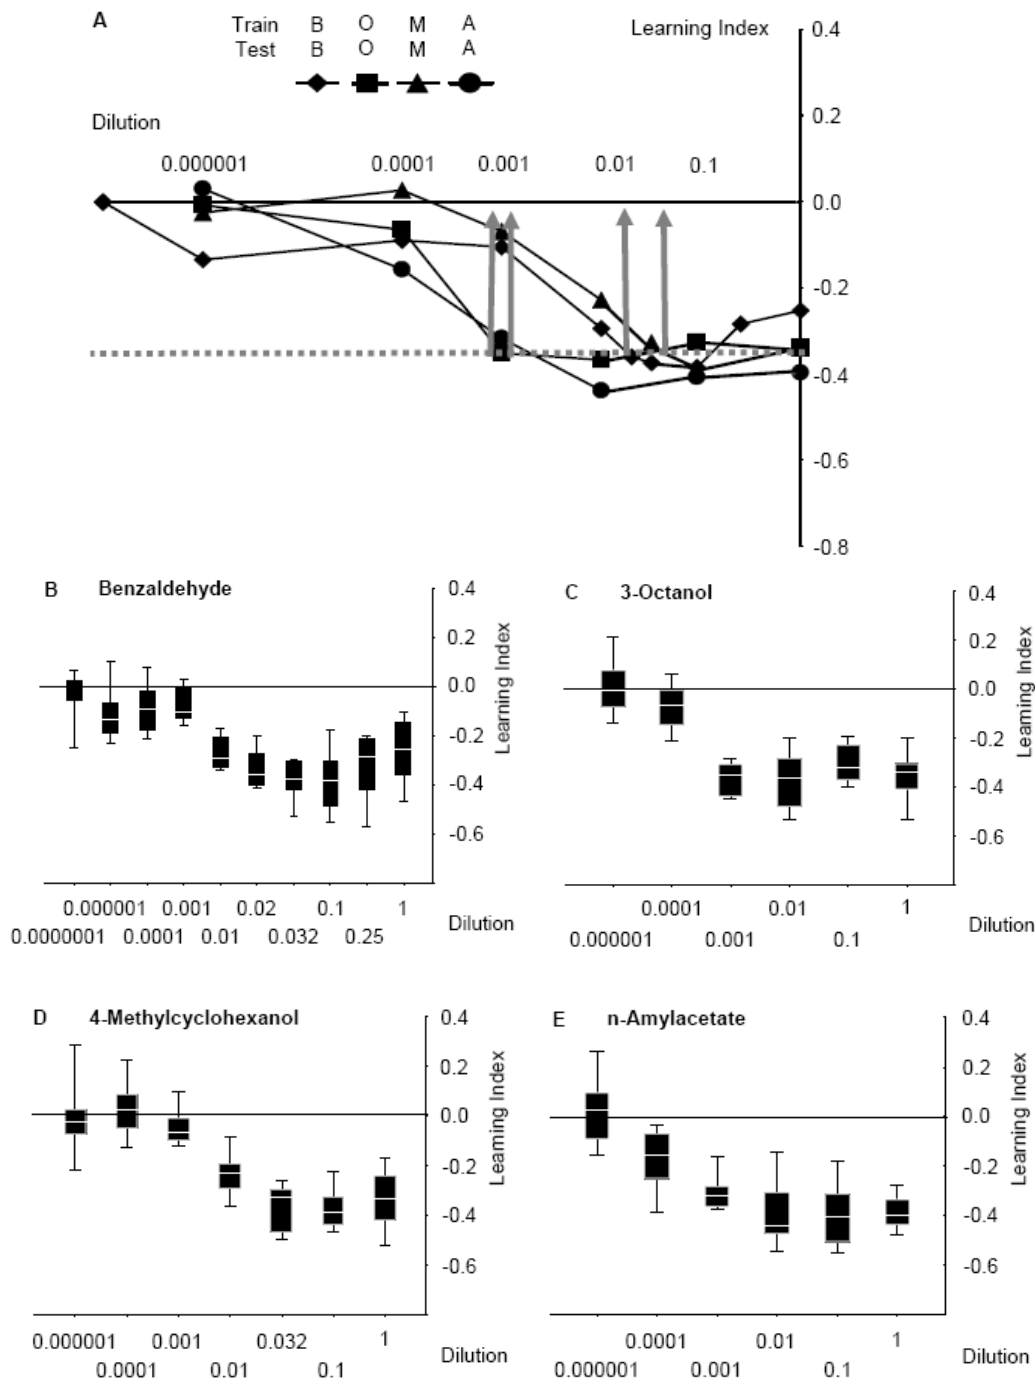 A
Train B O M A
Test B B M A
Learning Index
0.4
0.2
0.0
-0.2
-0.4
-0.6
-0.8
Dilution
0.000001 0.0001 0.001 0.01 0.1
B Benzaldehyde
0.4
0.2
0.0
-0.2
-0.4
-0.6
Learning Index
0.000001 0.001 0.02 0.1 1
0.0000001 0.0001 0.01 0.032 0.25
Dilution
C 3-Octanol
0.4
0.2
0.0
-0.2
-0.4
-0.6
Learning Index
0.0001 0.01 1
0.000001 0.001 0.1
Dilution
D 4-Methylcyclohexanol
0.4
0.2
0.0
-0.2
-0.4
-0.6
Learning Index
0.000001 0.001 0.032 1
0.0001 0.01 0.1
Dilution
E n-Amylacetate
0.4
0.2
0.0
-0.2
-0.4
-0.6
Learning Index
0.0001 0.01 1
0.000001 0.001 0.1
Dilution